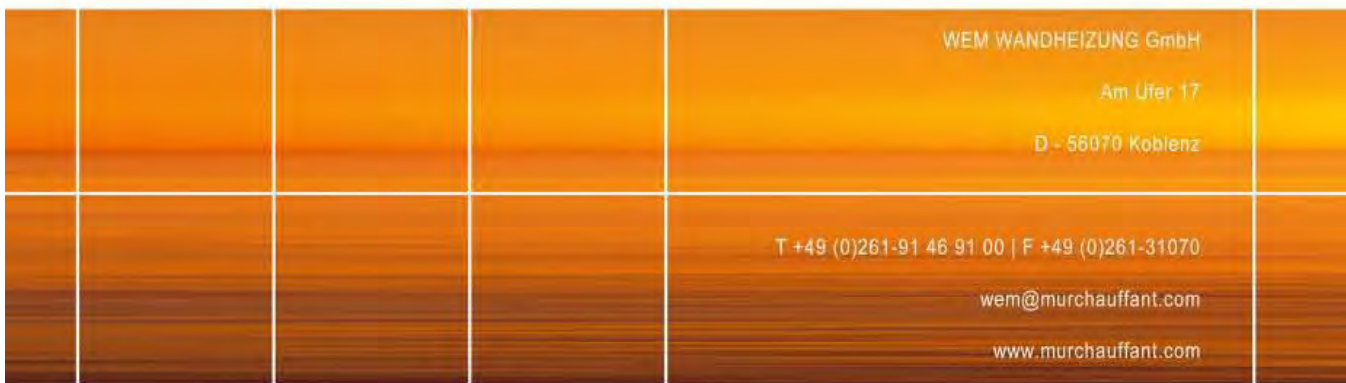 WEM WANDHEIZUNG GmbH
Am Ufer 17
D - 56070 Koblenz
T +49 (0)261-91 46 91 00 | F +49 (0)261-31070
wem@murchauffant.com
www.murchauffant.com